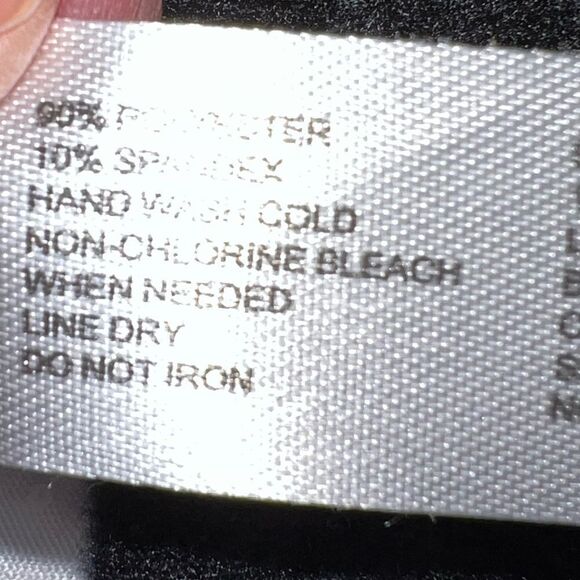 90% POLYESTER
10% SPANDEX
HAND WASH COLD
NON-CHLORINE BLEACH
WHEN NEEDED
LINE DRY
DO NOT IRON